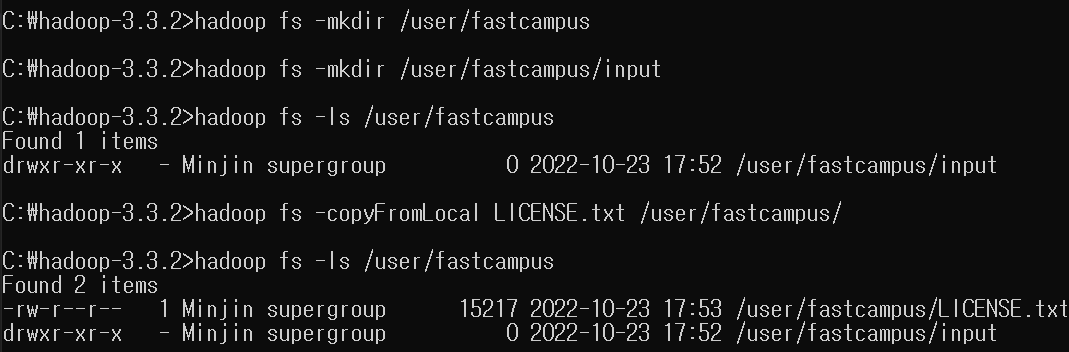 C:₩hadoop-3.3.2>hadoop fs -mkdir /user/fastcampus
C:₩hadoop-3.3.2>hadoop fs -mkdir /user/fastcampus/input
C:₩hadoop-3.3.2>hadoop fs -ls /user/fastcampus
Found 1 items
drwxr-xr-x   - Minjin supergroup          0 2022-10-23 17:52 /user/fastcampus/input
C:₩hadoop-3.3.2>hadoop fs -copyFromLocal LICENSE.txt /user/fastcampus/
C:₩hadoop-3.3.2>hadoop fs -ls /user/fastcampus
Found 2 items
-rw-r--r--   1 Minjin supergroup      15217 2022-10-23 17:53 /user/fastcampus/LICENSE.txt
drwxr-xr-x   - Minjin supergroup          0 2022-10-23 17:52 /user/fastcampus/input